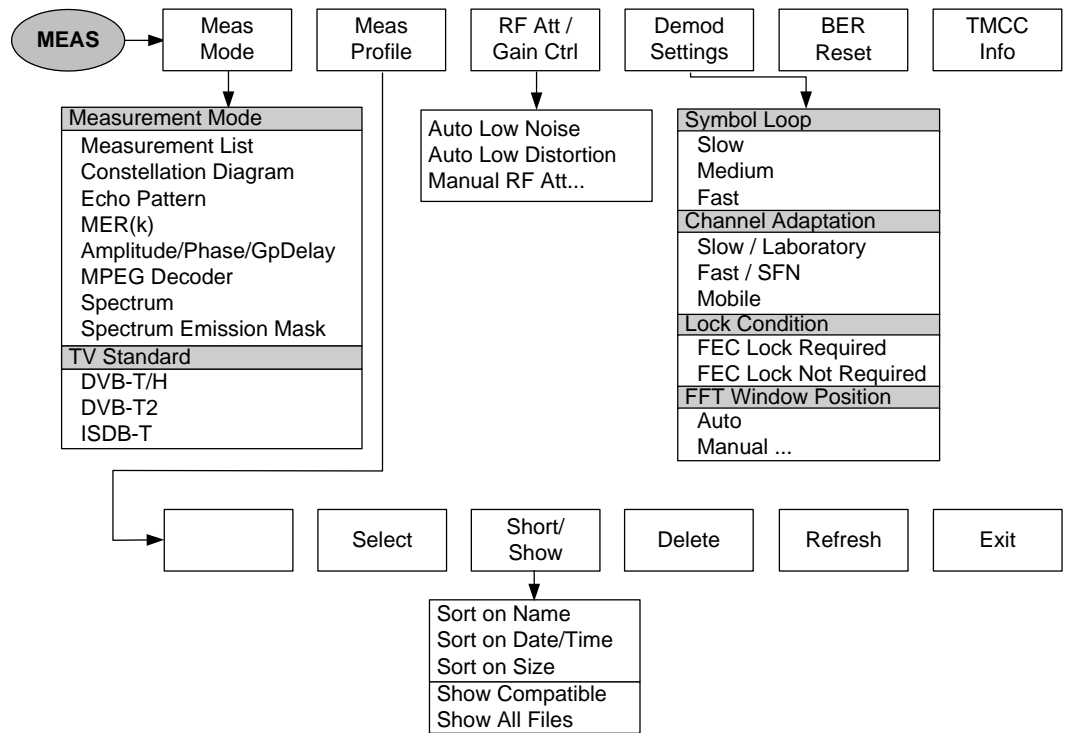 MEAS
Meas
Mode
Meas
Profile
RF Att /
Gain Ctrl
Demod
Settings
BER
Reset
TMCC
Info
Measurement Mode
Measurement List
Constellation Diagram
Echo Pattern
MER(k)
Amplitude/Phase/GpDelay
MPEG Decoder
Spectrum
Spectrum Emission Mask
TV Standard
DVB-T/H
DVB-T2
ISDB-T
Auto Low Noise
Auto Low Distortion
Manual RF Att...
Symbol Loop
Slow
Medium
Fast
Channel Adaptation
Slow / Laboratory
Fast / SFN
Mobile
Lock Condition
FEC Lock Required
FEC Lock Not Required
FFT Window Position
Auto
Manual ...
Select
Short/
Show
Delete
Refresh
Exit
Sort on Name
Sort on Date/Time
Sort on Size
Show Compatible
Show All Files